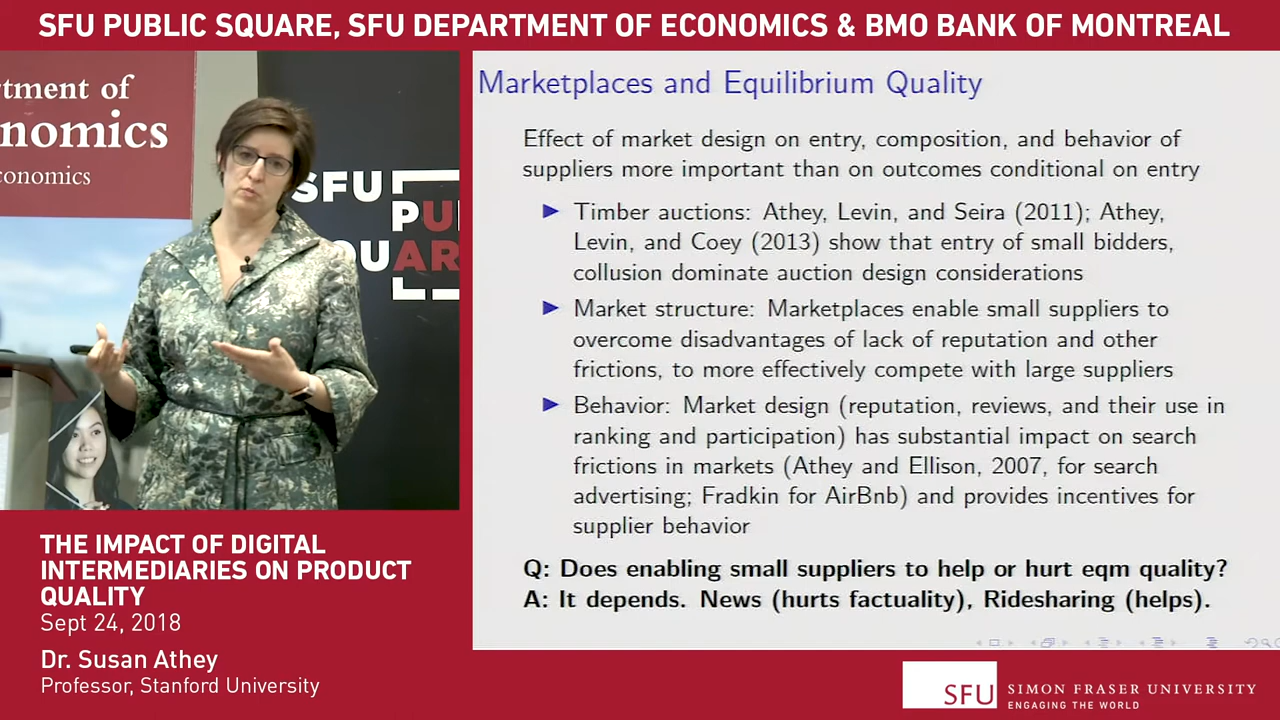 SFU PUBLIC SQUARE, SFU DEPARTMENT OF ECONOMICS & BMO BANK OF MONTREAL
tment of
nomics
conomics
SFU
PU
QUAR
E
Marketplaces and Equilibrium Quality
Effect of market design on entry, composition, and behavior of
suppliers more important than on outcomes conditional on entry
Timber auctions: Athey, Levin, and Seira (2011); Athey,
Levin, and Coey (2013) show that entry of small bidders,
collusion dominate auction design considerations
Market structure: Marketplaces enable small suppliers to
overcome disadvantages of lack of reputation and other
frictions, to more effectively compete with large suppliers
Behavior: Market design (reputation, reviews, and their use in
ranking and participation) has substantial impact on search
frictions in markets (Athey and Ellison, 2007, for search
advertising; Fradkin for AirBnb) and provides incentives for
supplier behavior
Q: Does enabling small suppliers to help or hurt eqm quality?
A: It depends. News (hurts factuality), Ridesharing (helps).
THE IMPACT OF DIGITAL
INTERMEDIARIES ON PRODUCT
QUALITY
Sept 24, 2018
Dr. Susan Athey
Professor, Stanford University
SFU
SIMON FRASER UNIVERSITY
ENGAGING THE WORLD